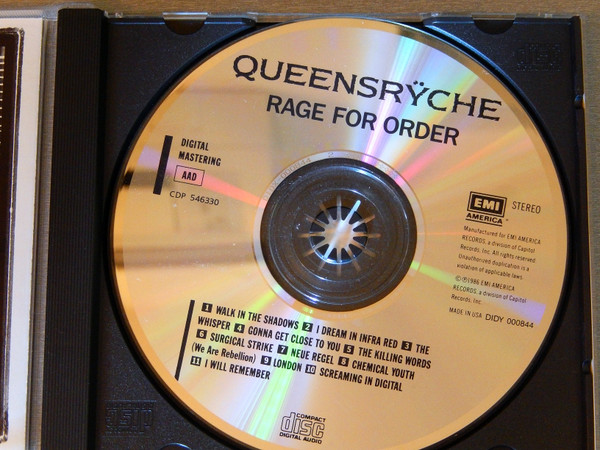 QUEENSRŸCHE
RAGE FOR ORDER
DIGITAL
MASTERING
AAD
CDP 546330
EMI
AMERICA
STEREO
Manufactured for EMI AMERICA
RECORDS, a division of Capitol
Records, Inc. All rights reserved
Unauthorized duplication is a
violation of applicable laws.
©℗1986 EMI AMERICA
RECORDS, a division of Capitol
Records, Inc.
MADE IN USA DIDY 000844
1 WALK IN THE SHADOWS 2 I DREAM IN INFRA RED 3 THE
WHISPER 4 GONNA GET CLOSE TO YOU 5 THE KILLING WORDS
6 SURGICAL STRIKE 7 NEUE REGEL 8 CHEMICAL YOUTH
(We Are Rebellion) 9 LONDON 10 SCREAMING IN DIGITAL
11 I WILL REMEMBER
COMPACT
disc
DIGITAL AUDIO